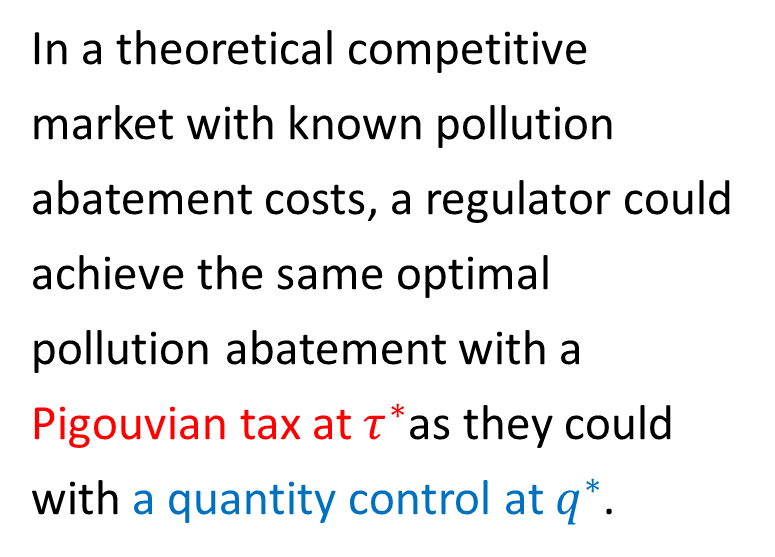 In a theoretical competitive
market with known pollution
abatement costs, a regulator could
achieve the same optimal
pollution abatement with a
Pigouvian tax at τ* as they could
with a quantity control at q*.